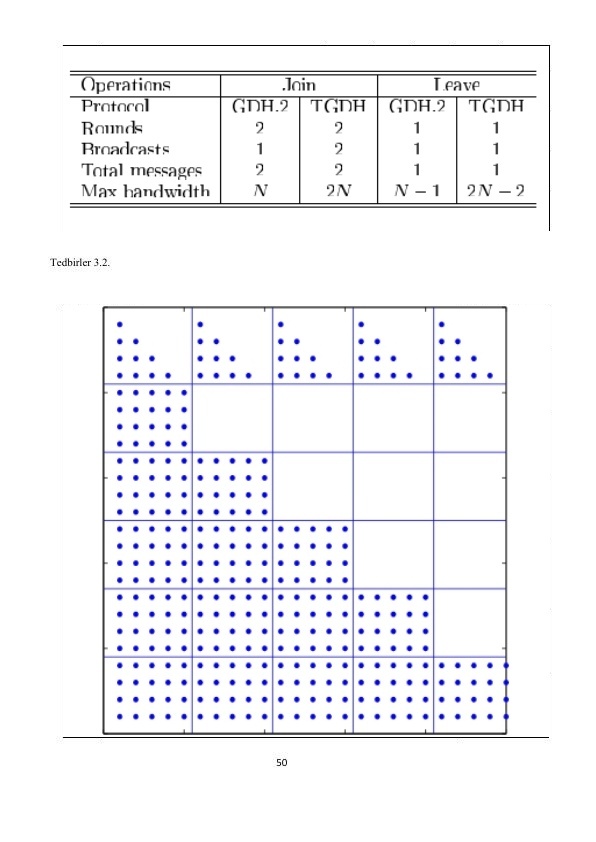 Operations Join Leave
Protocol GDH.2 TGDH GDH.2 TGDH
Rounds 2 2 1 1
Broadcasts 1 2 1 1
Total messages 2 2 1 1
Max bandwidth N 2N N − 1 2N − 2
Tedbirler 3.2.
50